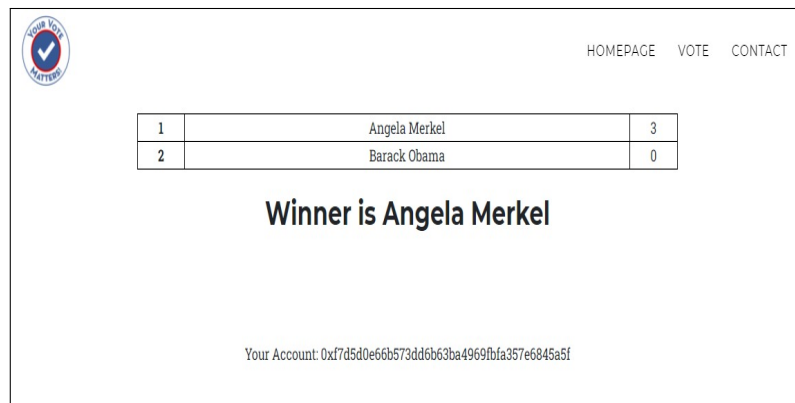 YOUR VOTE
MATTERS!
HOMEPAGE VOTE CONTACT
1 Angela Merkel 3
2 Barack Obama 0
Winner is Angela Merkel
Your Account: 0xf7d5d0e66b573dd6b63ba4969fbfa357e6845a5f